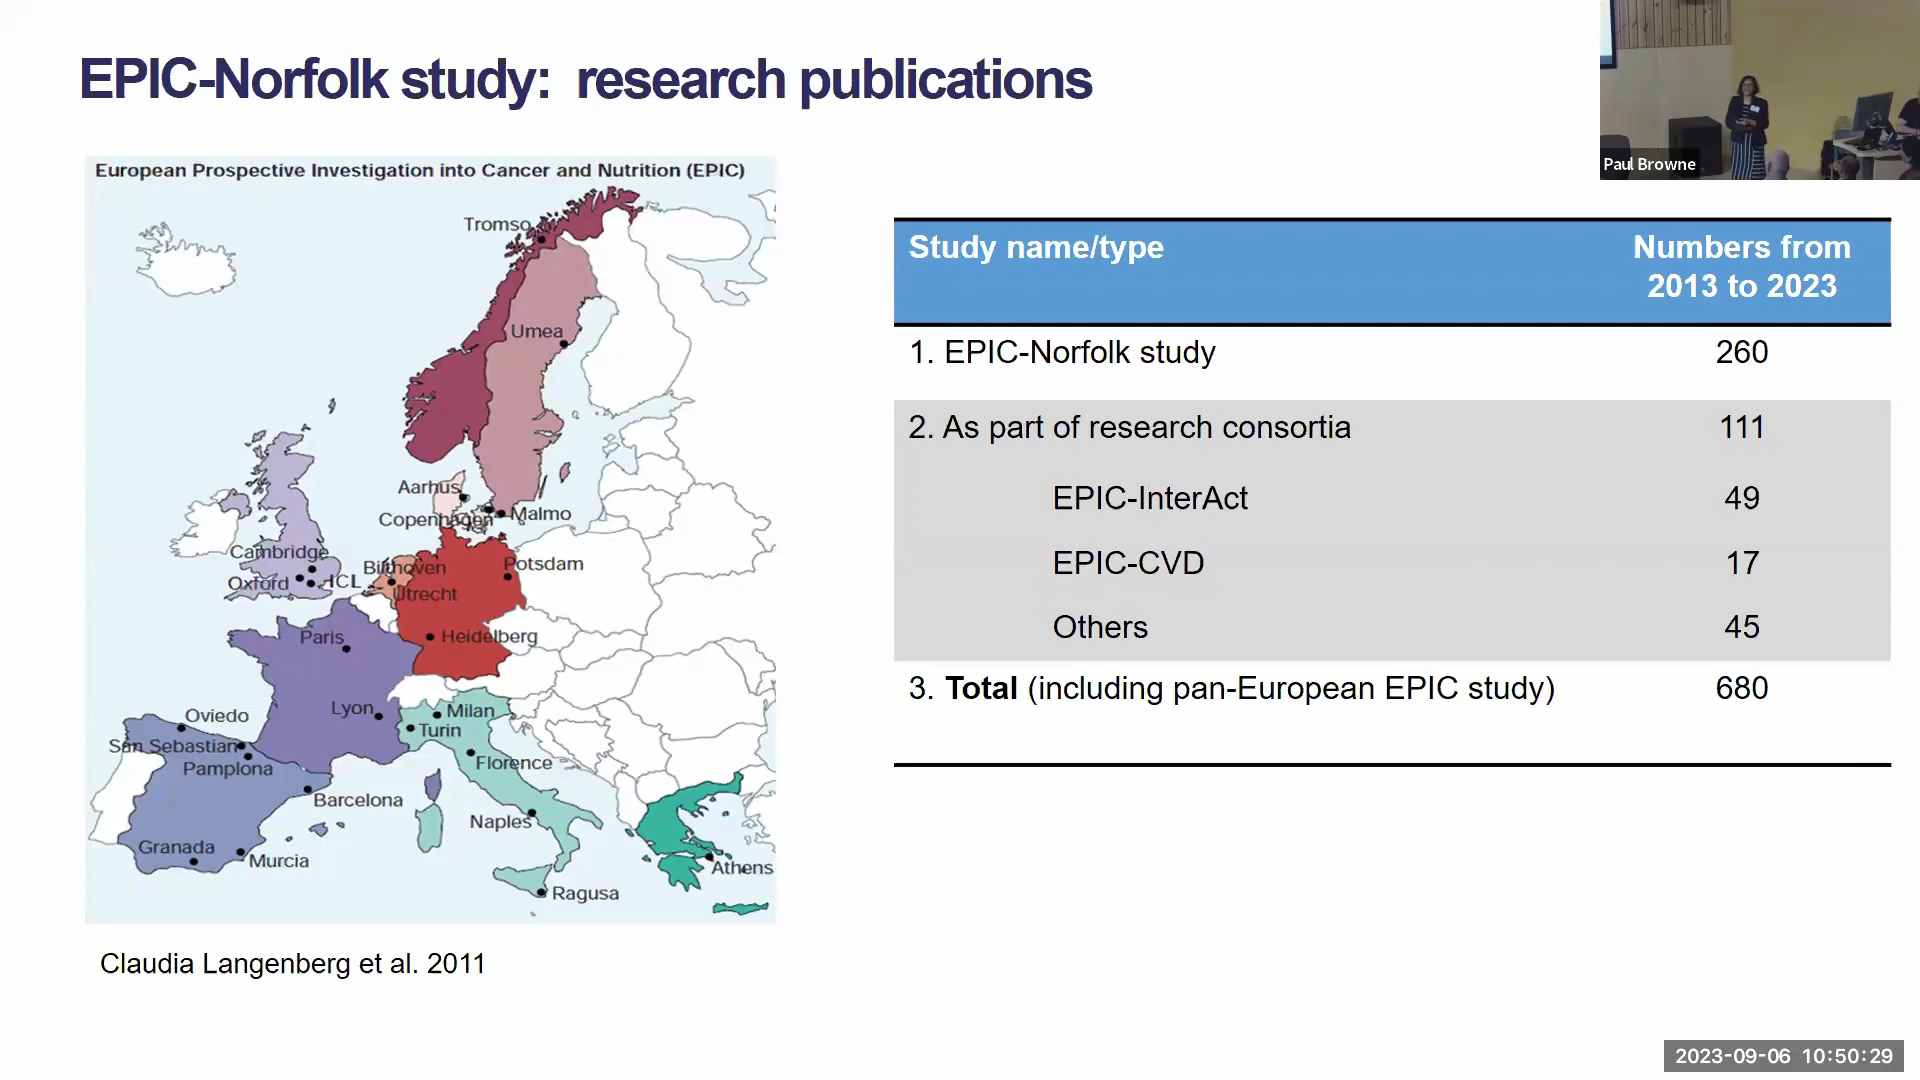 EPIC-Norfolk study: research publications
Paul Browne
European Prospective Investigation into Cancer and Nutrition (EPIC)
Tromso
Umea
Aarhus
Copenhagen
Malmo
Cambridge
Oxford
ICL
Bilthoven
Utrecht
Potsdam
Heidelberg
Paris
Lyon
Milan
Turin
Florence
Oviedo
San Sebastian
Pamplona
Barcelona
Naples
Granada
Murcia
Athens
Ragusa
Claudia Langenberg et al. 2011
Study name/type Numbers from
2013 to 2023
1. EPIC-Norfolk study 260
2. As part of research consortia 111
EPIC-InterAct 49
EPIC-CVD 17
Others 45
3. Total (including pan-European EPIC study) 680
2023-09-06 10:50:29